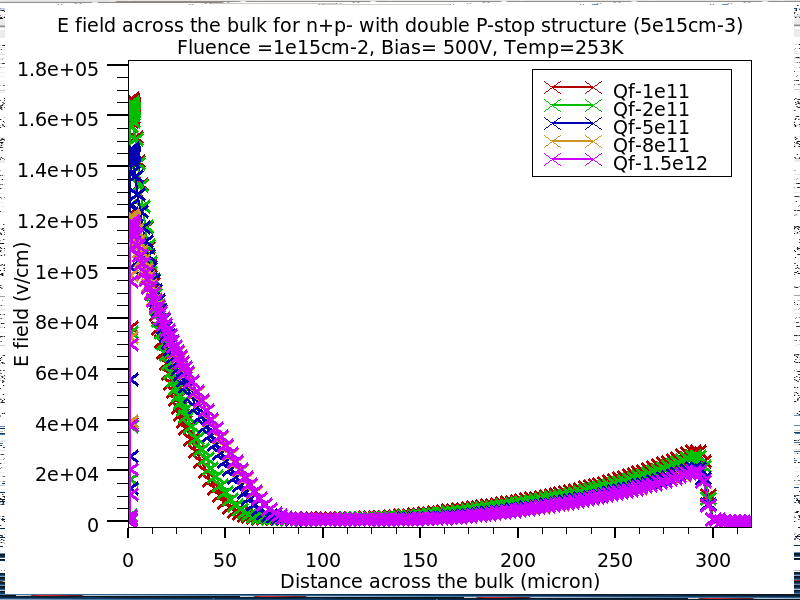 E field across the bulk for n+p- with double P-stop structure (5e15cm-3)
Fluence =1e15cm-2, Bias= 500V, Temp=253K
1.8e+05
1.6e+05
1.4e+05
1.2e+05
1e+05
8e+04
6e+04
4e+04
2e+04
0
E field (v/cm)
Qf-1e11
Qf-2e11
Qf-5e11
Qf-8e11
Qf-1.5e12
0 50 100 150 200 250 300
Distance across the bulk (micron)